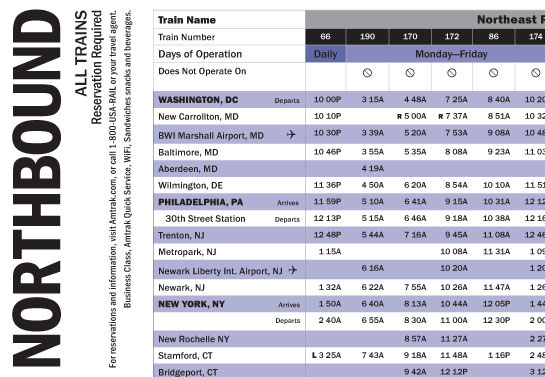 NORTHBOUND
ALL TRAINS
Reservation Required
For reservations and information, visit Amtrak.com, or call 1-800-USA-RAIL or your travel agent.
Business Class, Amtrak Quick Service, WiFi, Sandwichs snacks and beverages.
Train Name Northeast R
Train Number 66 190 170 172 86 174
Days of Operation Daily Monday—Friday
Does Not Operate On
WASHINGTON, DC Departs 10 00P 3 15A 4 48A 7 25A 8 40A 10 20
New Carrollton, MD 10 10P R 5 00A R 7 37A 8 51A 10 32
BWI Marshall Airport, MD 10 30P 3 39A 5 20A 7 53A 9 08A 10 48
Baltimore, MD 10 46P 3 55A 5 35A 8 08A 9 23A 11 03
Aberdeen, MD 4 19A
Wilmington, DE 11 36P 4 50A 6 20A 8 54A 10 10A 11 51
PHILADELPHIA, PA Arrives 11 59P 5 10A 6 41A 9 15A 10 31A 12 12
30th Street Station Departs 12 13P 5 15A 6 46A 9 18A 10 38A 12 16
Trenton, NJ 12 48P 5 44A 7 16A 9 45A 11 08A 12 46
Metropark, NJ 1 15A 10 08A 11 31A 1 09
Newark Liberty Int. Airport, NJ 6 16A 10 20A 1 20
Newark, NJ 1 32A 6 22A 7 55A 10 26A 11 47A 1 26
NEW YORK, NY Arrives 1 50A 6 40A 8 13A 10 44A 12 05P 1 44
Departs 2 40A 6 55A 8 30A 11 00A 12 30P 2 00
New Rochelle NY 8 57A 11 27A 2 27
Stamford, CT L 3 25A 7 43A 9 18A 11 48A 1 16P 2 48
Bridgeport, CT 9 42A 12 12P 3 12